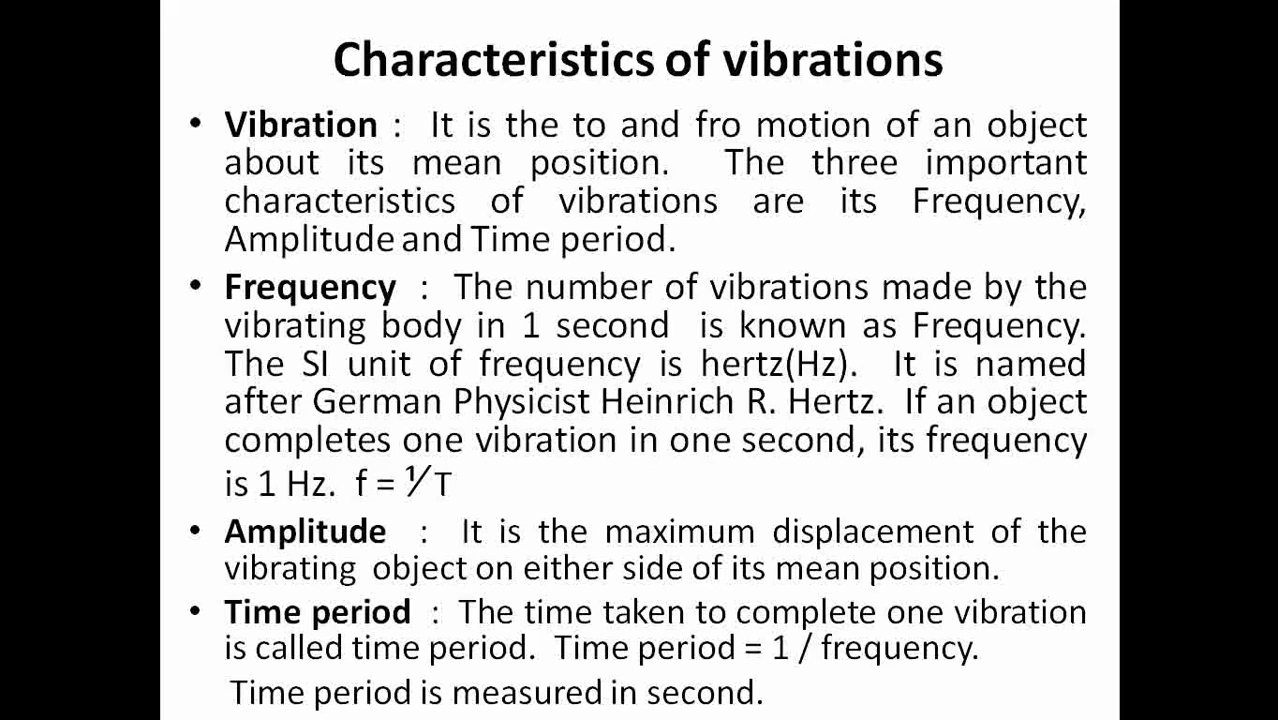 Characteristics of vibrations
• Vibration : It is the to and fro motion of an object
about its mean position. The three important
characteristics of vibrations are its Frequency,
Amplitude and Time period.
• Frequency : The number of vibrations made by the
vibrating body in 1 second is known as Frequency.
The SI unit of frequency is hertz(Hz). It is named
after German Physicist Heinrich R. Hertz. If an object
completes one vibration in one second, its frequency
is 1 Hz. f = ¹⁄T
• Amplitude : It is the maximum displacement of the
vibrating object on either side of its mean position.
• Time period : The time taken to complete one vibration
is called time period. Time period = 1 / frequency.
Time period is measured in second.